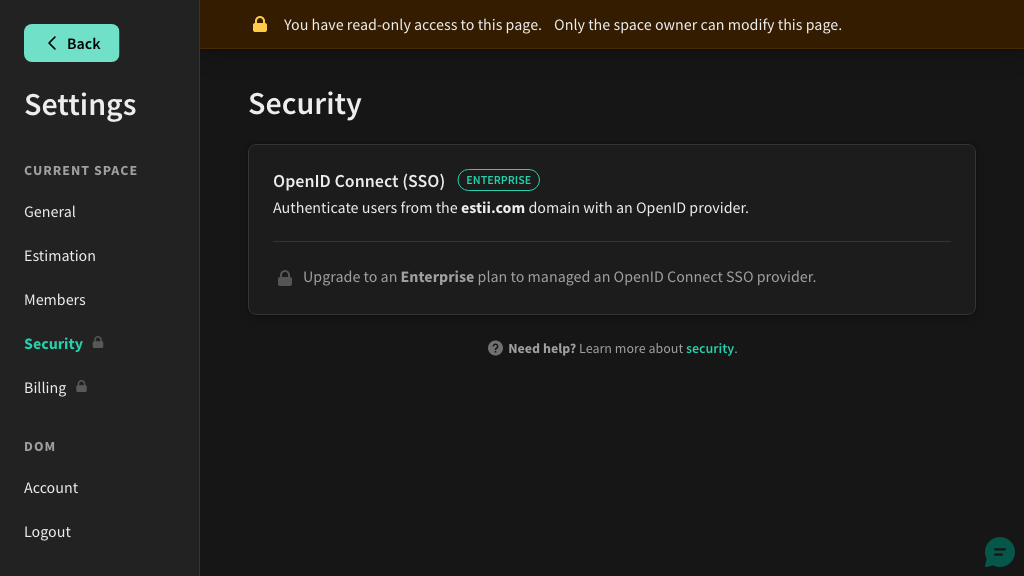 Back
Settings
CURRENT SPACE
General
Estimation
Members
Security
Billing
DOM
Account
Logout
You have read-only access to this page. Only the space owner can modify this page.
Security
OpenID Connect (SSO) ENTERPRISE
Authenticate users from the estii.com domain with an OpenID provider.
Upgrade to an Enterprise plan to managed an OpenID Connect SSO provider.
Need help? Learn more about security.